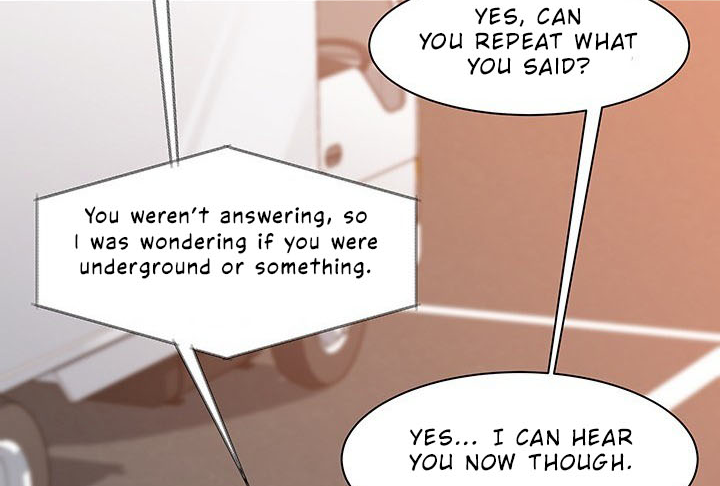 YES, CAN
YOU REPEAT WHAT
YOU SAID?
You weren't answering, so
I was wondering if you were
underground or something.
YES... I CAN HEAR
YOU NOW THOUGH.